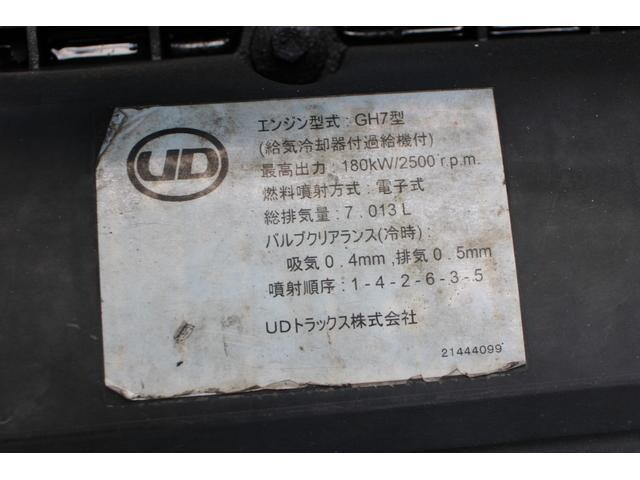 UD
エンジン型式 : GH7型
(給気冷却器付過給機付)
最高出力 : 180kW/2500 r.p.m.
燃料噴射方式 : 電子式
総排気量 : 7 . 013 L
バルブクリアランス(冷時) :
吸気 0 . 4mm ,排気 0 . 5mm
噴射順序 : 1 - 4 - 2 - 6 - 3 - 5
UDトラックス株式会社
21444099